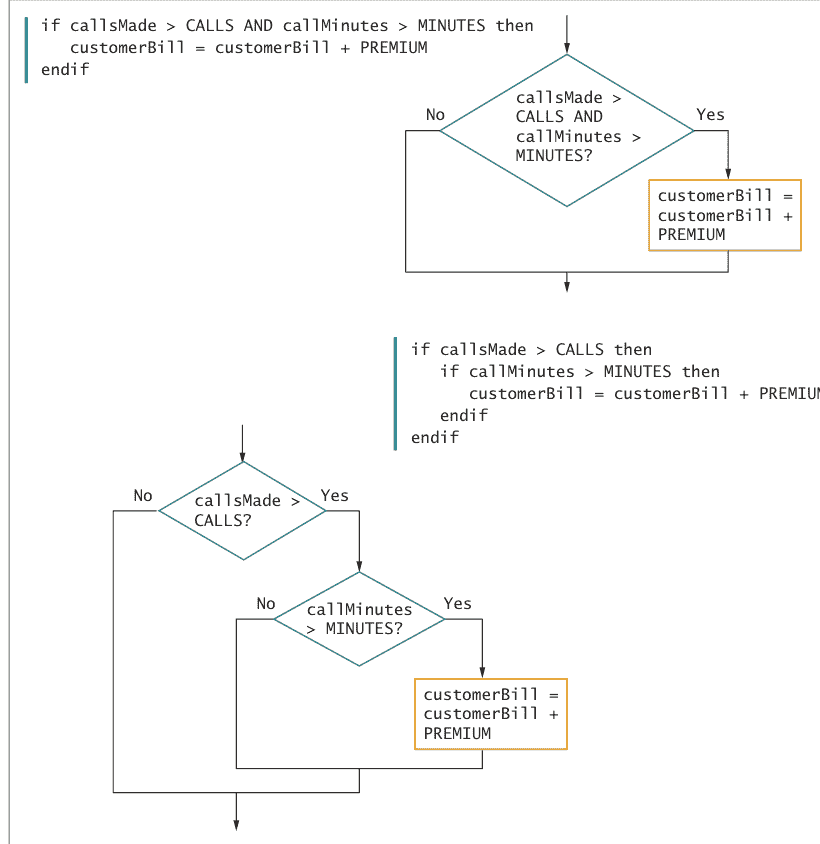 if callsMade > CALLS AND callMinutes > MINUTES then
   customerBill = customerBill + PREMIUM
endif
No
callsMade >
CALLS AND
callMinutes >
MINUTES?
Yes
customerBill =
customerBill +
PREMIUM
if callsMade > CALLS then
   if callMinutes > MINUTES then
      customerBill = customerBill + PREMIUM
   endif
endif
No
callsMade >
CALLS?
Yes
No
callMinutes
> MINUTES?
Yes
customerBill =
customerBill +
PREMIUM